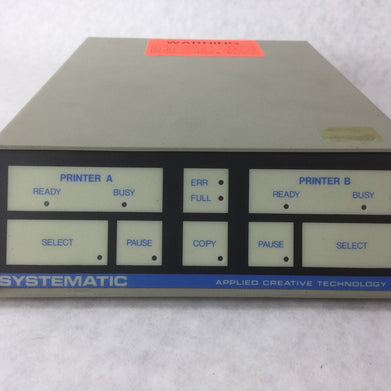 WARNING
PRINTER A
READY BUSY
ERR
FULL
PRINTER B
READY BUSY
SELECT
PAUSE
COPY
PAUSE
SELECT
SYSTEMATIC
APPLIED CREATIVE TECHNOLOGY